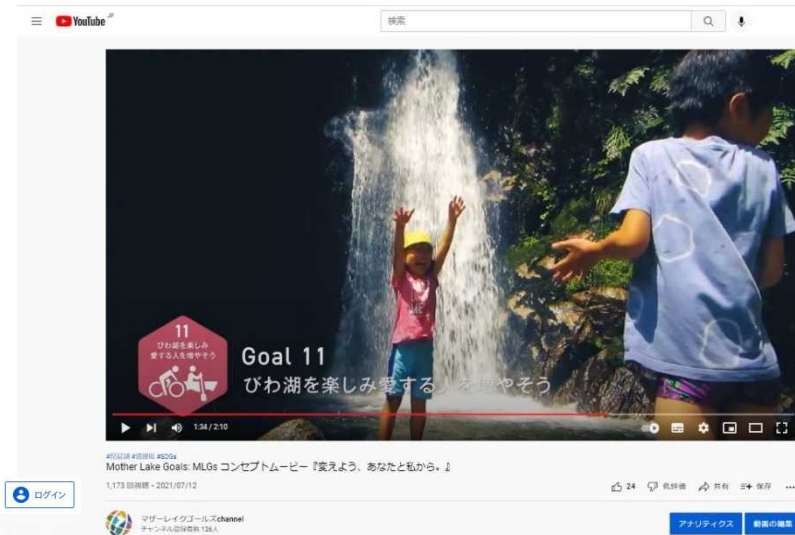 YouTube JP
検索
11
びわ湖を楽しみ
愛する人を増やそう
Goal 11
びわ湖を楽しみ愛する人を増やそう
1:34 / 2:10
#琵琶湖 #滋賀県 #SDGs
Mother Lake Goals: MLGs コンセプトムービー『変えよう、あなたと私から。』
1,173 回視聴・2021/07/12
24 低評価 共有 保存
ログイン
マザーレイクゴールズchannel
チャンネル登録者数 126人
アナリティクス
動画の編集